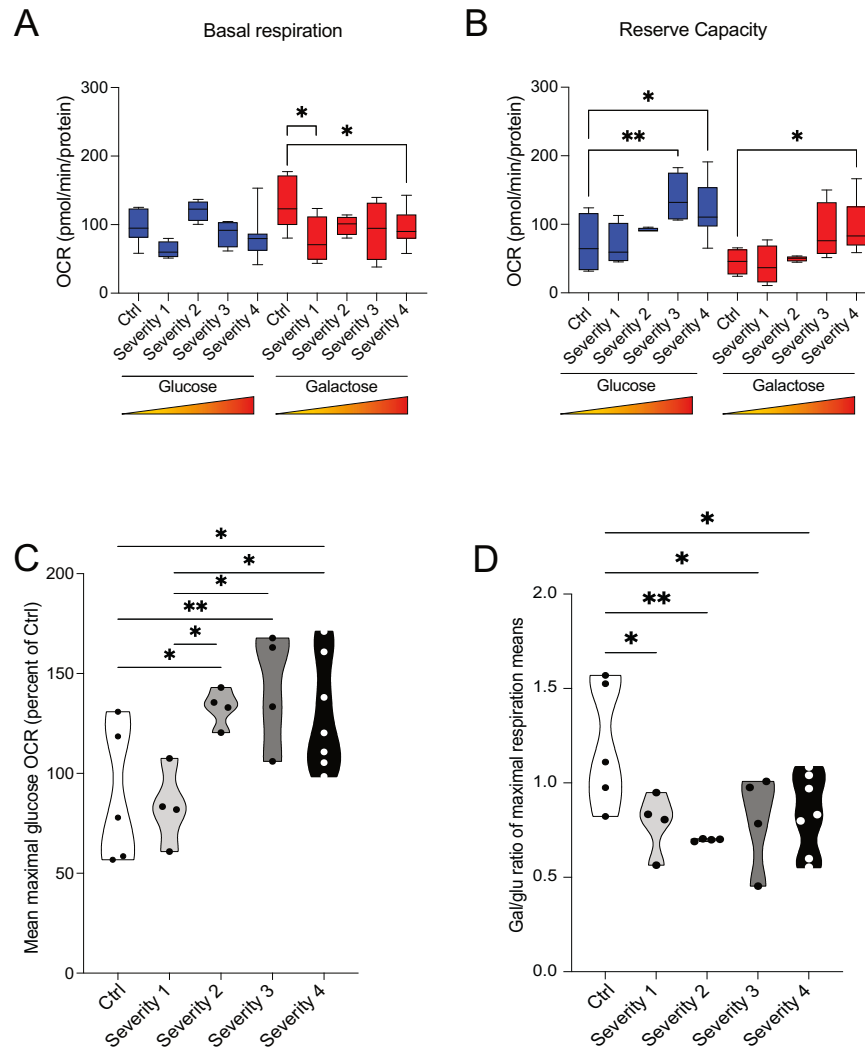 A
Basal respiration
OCR (pmol/min/protein)
300
200
100
0
*
*
Ctrl
Severity 1
Severity 2
Severity 3
Severity 4
Ctrl
Severity 1
Severity 2
Severity 3
Severity 4
Glucose
Galactose
B
Reserve Capacity
OCR (pmol/min/protein)
300
200
100
0
*
**
*
Ctrl
Severity 1
Severity 2
Severity 3
Severity 4
Ctrl
Severity 1
Severity 2
Severity 3
Severity 4
Glucose
Galactose
C
Mean maximal glucose OCR (percent of Ctrl)
200
150
100
50
0
*
*
*
**
*
*
Ctrl
Severity 1
Severity 2
Severity 3
Severity 4
D
Gal/glu ratio of maximal respiration means
2.0
1.5
1.0
0.5
0.0
*
*
**
*
Ctrl
Severity 1
Severity 2
Severity 3
Severity 4